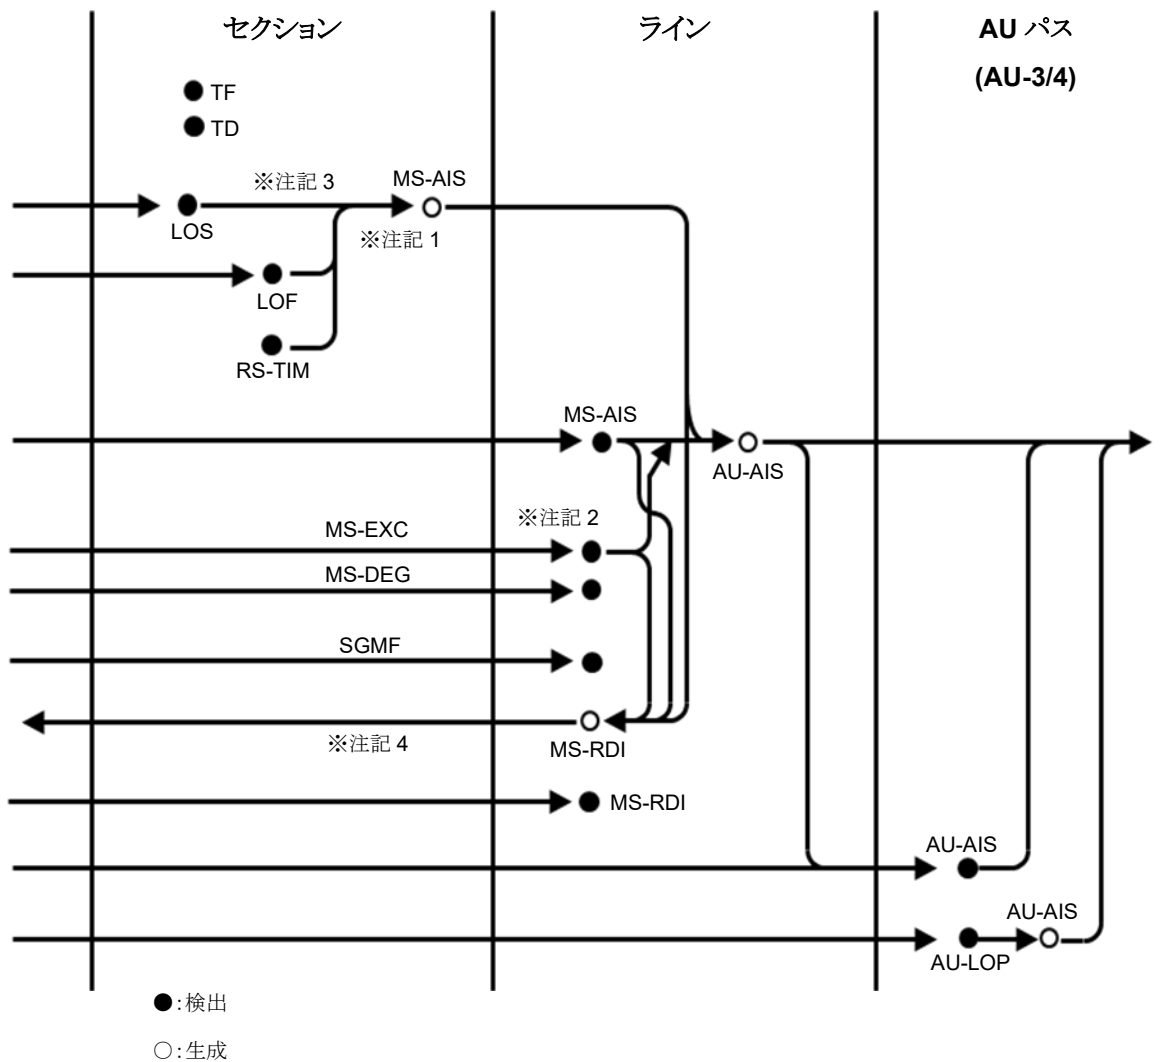 セクション
ライン
AU パス
(AU-3/4)
TF
TD
※注記 3
MS-AIS
LOS
※注記 1
LOF
RS-TIM
MS-AIS
AU-AIS
MS-EXC
※注記 2
MS-DEG
SGMF
※注記 4
MS-RDI
MS-RDI
AU-AIS
AU-AIS
AU-LOP
●:検出
○:生成